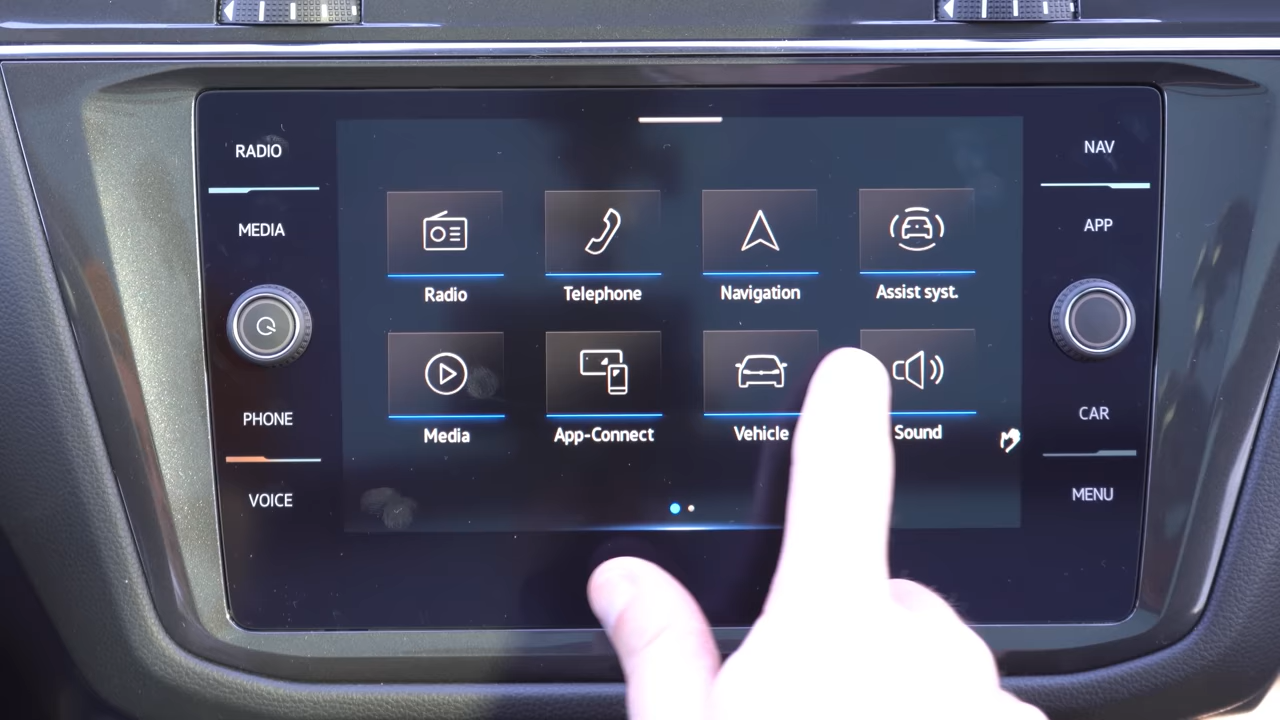 RADIO
MEDIA
PHONE
VOICE
Radio
Telephone
Navigation
Assist syst.
Media
App-Connect
Vehicle
Sound
NAV
APP
CAR
MENU